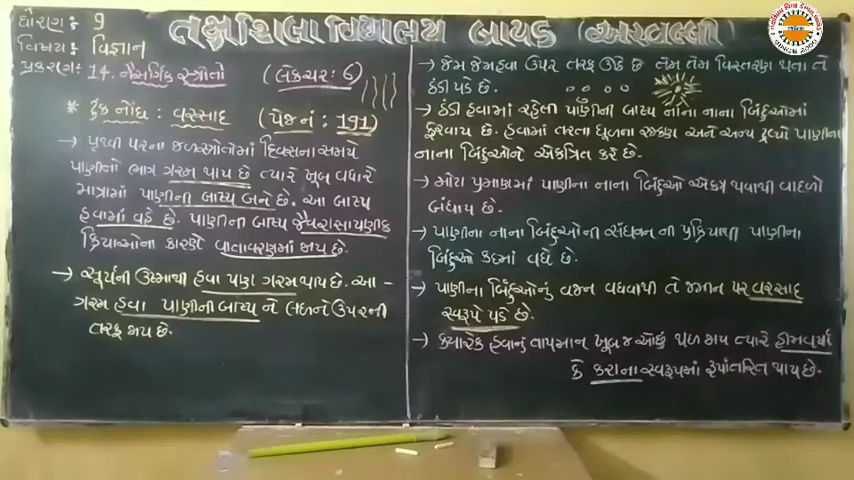 ધોરણ : 9
તક્ષશિલા વિદ્યાલય બાયડ (અરવલ્લી)
વિષય : વિજ્ઞાન
પ્રકરણ : 14. નૈસર્ગિક સ્ત્રોતો (લેકચર : 6)
* ટુંક નોંધ : વરસાદ (પેજ નં : 191)
→ પૃથ્વી પરના જળસ્ત્રોતોમાં દિવસના સમયે
પાણીનો ભાગ ગરમ થાય છે ત્યારે ખૂબ વધારે
માત્રામાં પાણીની બાષ્પ બને છે. આ બાષ્પ
હવામાં વહે છે. પાણીની બાષ્પ જૈવરાસાયણીક
ક્રિયાઓના કારણે વાતાવરણમાં જાય છે.
→ સૂર્યની ઉષ્માથી હવા પણ ગરમ થાય છે. આ -
ગરમ હવા પાણીની બાષ્પ ને લઈને ઉપરની
તરફ જાય છે.
→ જેમ જેમ હવા ઉપર તરફ ઉઠે છે તેમ તેમ વિસ્તરણ થતા તે
ઠંડી પડે છે.
→ ઠંડી હવામાં રહેલી પાણીની બાષ્પ નાના નાના બિંદુઓમાં
ફેરવાય છે. હવામાં તરતા ધૂળના રજકણ અને અન્ય દ્રવ્યો પાણીના
નાના બિંદુઓને એકત્રિત કરે છે.
→ મોટા પ્રમાણમાં પાણીના નાના બિંદુઓ એકત્ર થવાથી વાદળો
બંધાય છે.
→ પાણીના નાના બિંદુઓની સંઘનન ની પ્રક્રિયાથી પાણીના
બિંદુઓ કદમાં વધે છે.
→ પાણીના બિંદુઓનું વજન વધવાથી તે જમીન પર વરસાદ
સ્વરૂપે પડે છે.
→ ક્યારેક હવાનું તાપમાન ખૂબ જ ઓછું થઈ જાય ત્યારે હીમવર્ષા
કે કરાના સ્વરૂપમાં રૂપાંતરિત થાય છે.